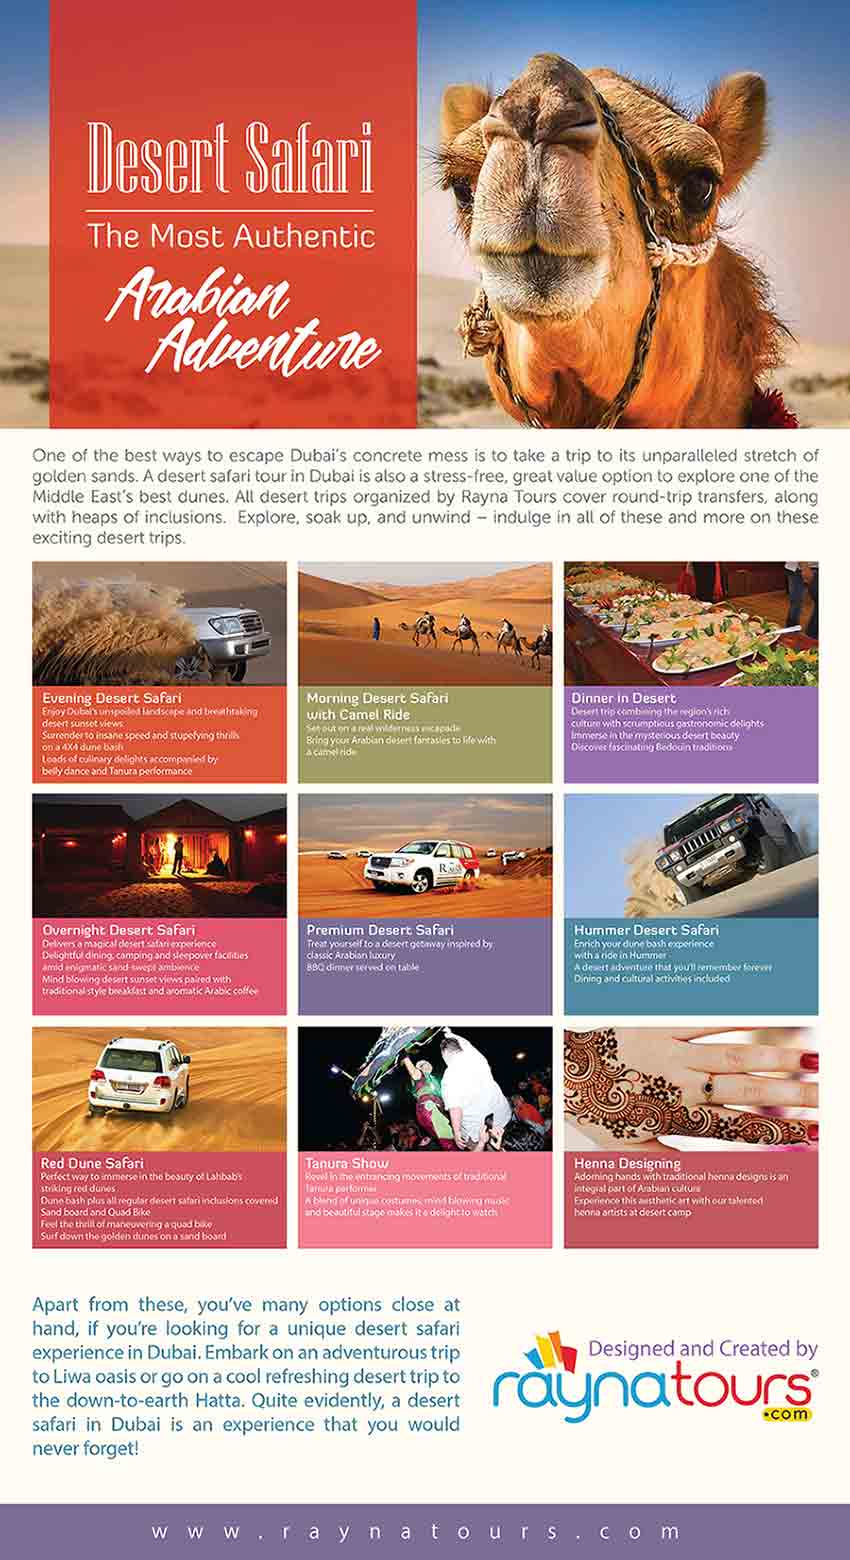 Desert Safari
The Most Authentic
Arabian
Adventure
One of the best ways to escape Dubai's concrete mess is to take a trip to its unparalleled stretch of
golden sands. A desert safari tour in Dubai is also a stress-free, great value option to explore one of the
Middle East's best dunes. All desert trips organized by Rayna Tours cover round-trip transfers, along
with heaps of inclusions. Explore, soak up, and unwind – indulge in all of these and more on these
exciting desert trips.
Evening Desert Safari
Enjoy Dubai's unspoiled landscape and breathtaking
desert sunset views
Surrender to insane speed and stupefying thrills
on a 4X4 dune bash
Loads of culinary delights accompanied by
belly dance and Tanura performance
Morning Desert Safari
with Camel Ride
Set out on a real wilderness escapade
Bring your Arabian desert fantasies to life with
a camel ride
Dinner in Desert
Desert trip combining the region's rich
culture with scrumptious gastronomic delights
Immerse in the mysterious desert beauty
Discover fascinating Bedouin traditions
Overnight Desert Safari
Delivers a magical desert safari experience
Delightful dining, camping and sleepover facilities
amid enigmatic sand-swept ambience
Mind blowing desert sunset views paired with
traditional-style breakfast and aromatic Arabic coffee
Premium Desert Safari
Treat yourself to a desert getaway inspired by
classic Arabian luxury
BBQ dinner served on table
Hummer Desert Safari
Enrich your dune bash experience
with a ride in Hummer
A desert adventure that you'll remember forever
Dining and cultural activities included
Red Dune Safari
Perfect way to immerse in the beauty of Lahbab's
striking red dunes
Dune bash plus all regular desert safari inclusions covered
Sand board and Quad Bike
Feel the thrill of maneuvering a quad bike
Surf down the golden dunes on a sand board
Tanura Show
Revel in the entrancing movements of traditional
Tanura performer
A blend of unique costumes, mind blowing music
and beautiful stage makes it a delight to watch
Henna Designing
Adorning hands with traditional henna designs is an
integral part of Arabian culture
Experience this aesthetic art with our talented
henna artists at desert camp
Apart from these, you've many options close at
hand, if you're looking for a unique desert safari
experience in Dubai. Embark on an adventurous trip
to Liwa oasis or go on a cool refreshing desert trip to
the down-to-earth Hatta. Quite evidently, a desert
safari in Dubai is an experience that you would
never forget!
Designed and Created by
raynatours®
.com
www.raynatours.com